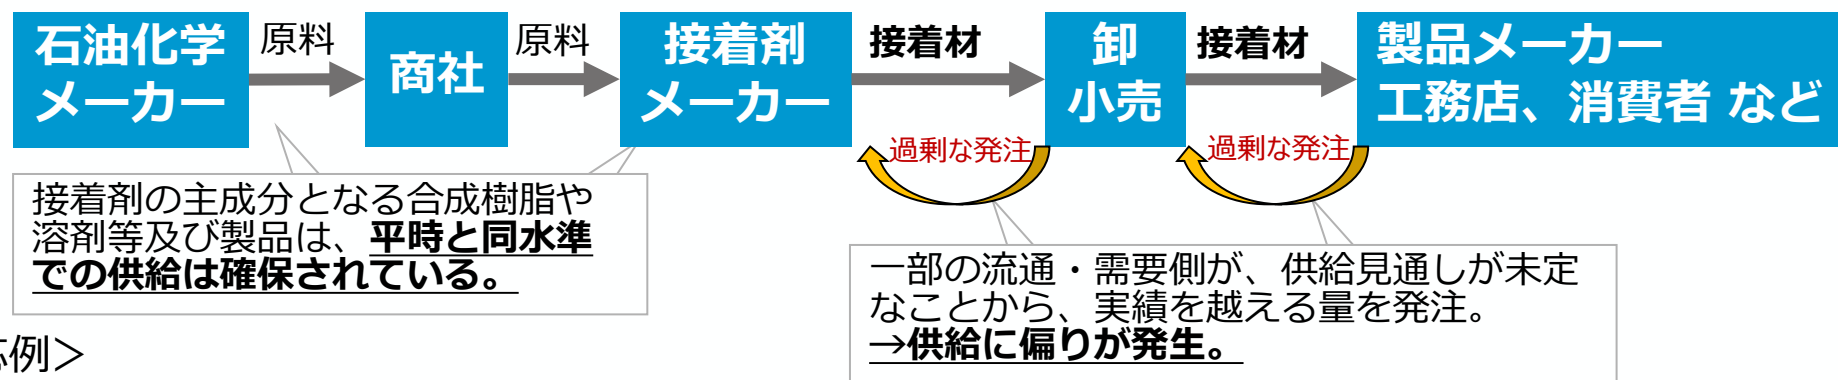 石油化学
メーカー
原料
商社
原料
接着剤
メーカー
接着材
卸
小売
接着材
製品メーカー
工務店、消費者 など
過剰な発注
過剰な発注
接着剤の主成分となる合成樹脂や
溶剤等及び製品は、平時と同水準
での供給は確保されている。
一部の流通・需要側が、供給見通しが未定
なことから、実績を越える量を発注。
→供給に偏りが発生。
例＞